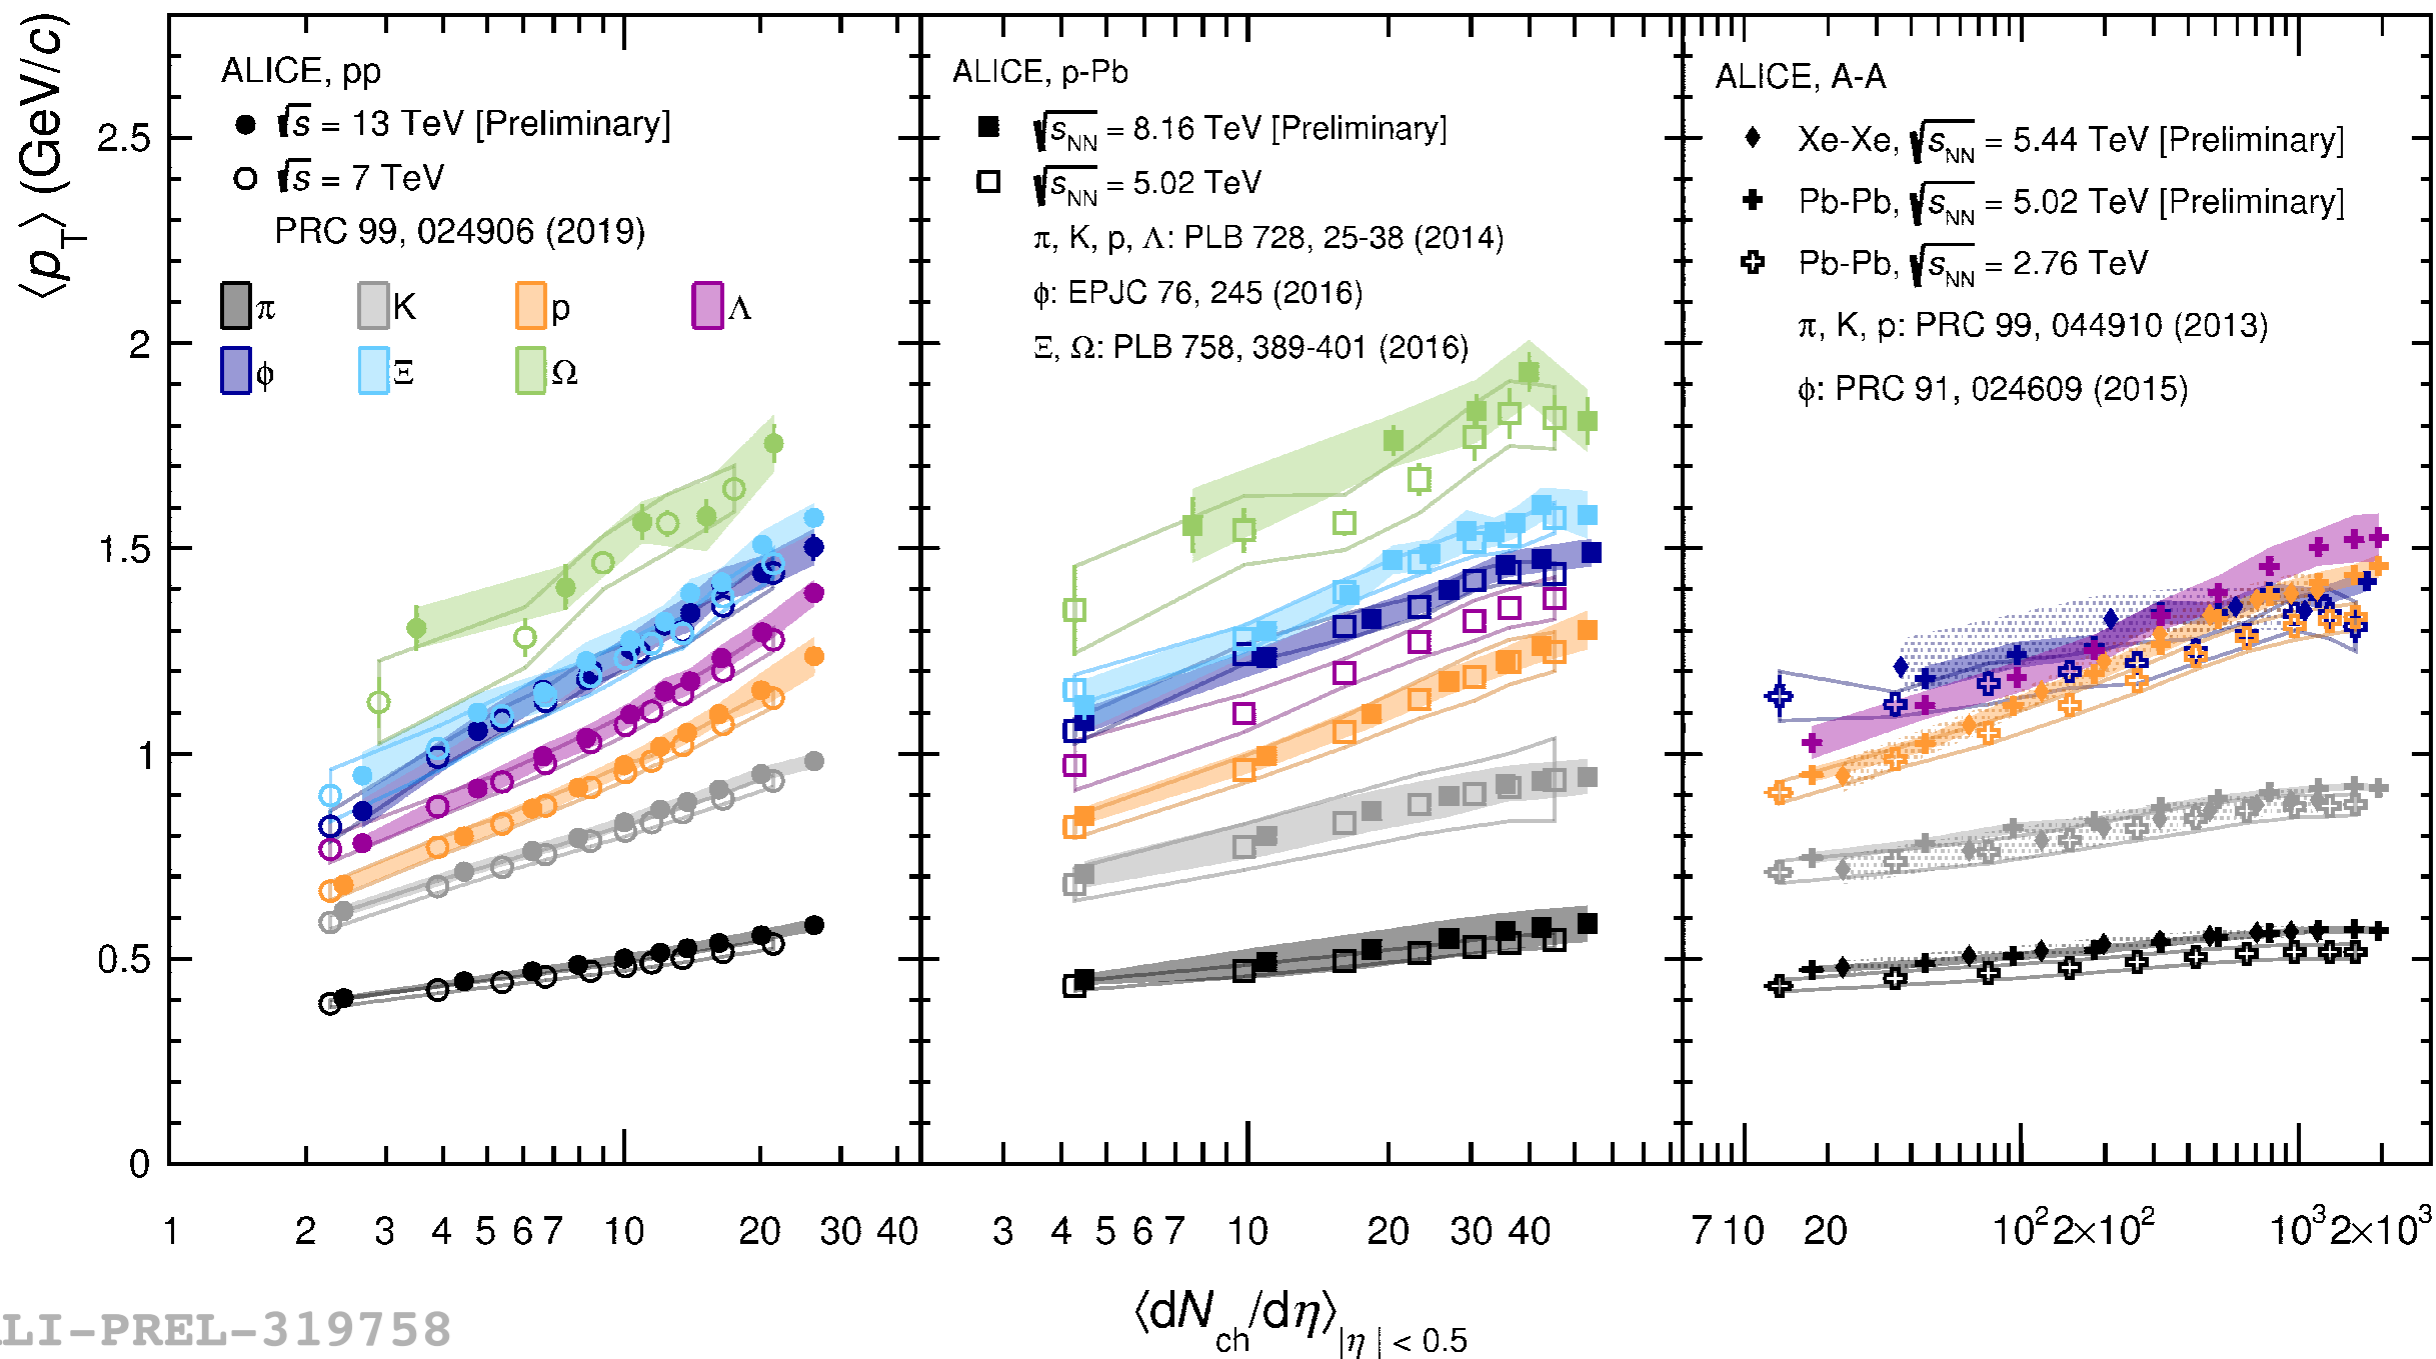 ⟨p_T⟩ (GeV/c)
2.5
2
1.5
1
0.5
0
ALICE, pp
√s = 13 TeV [Preliminary]
√s = 7 TeV
PRC 99, 024906 (2019)
π K p Λ
ϕ Ξ Ω
ALICE, p-Pb
√s_NN = 8.16 TeV [Preliminary]
√s_NN = 5.02 TeV
π, K, p, Λ: PLB 728, 25-38 (2014)
ϕ: EPJC 76, 245 (2016)
Ξ, Ω: PLB 758, 389-401 (2016)
ALICE, A-A
Xe-Xe, √s_NN = 5.44 TeV [Preliminary]
Pb-Pb, √s_NN = 5.02 TeV [Preliminary]
Pb-Pb, √s_NN = 2.76 TeV
π, K, p: PRC 99, 044910 (2013)
ϕ: PRC 91, 024609 (2015)
1 2 3 4 5 6 7 10 20 30 40 3 4 5 6 7 10 20 30 40 7 10 20 10² 2×10² 10³ 2×10³
⟨dN_ch/dη⟩_|η| < 0.5
LI-PREL-319758